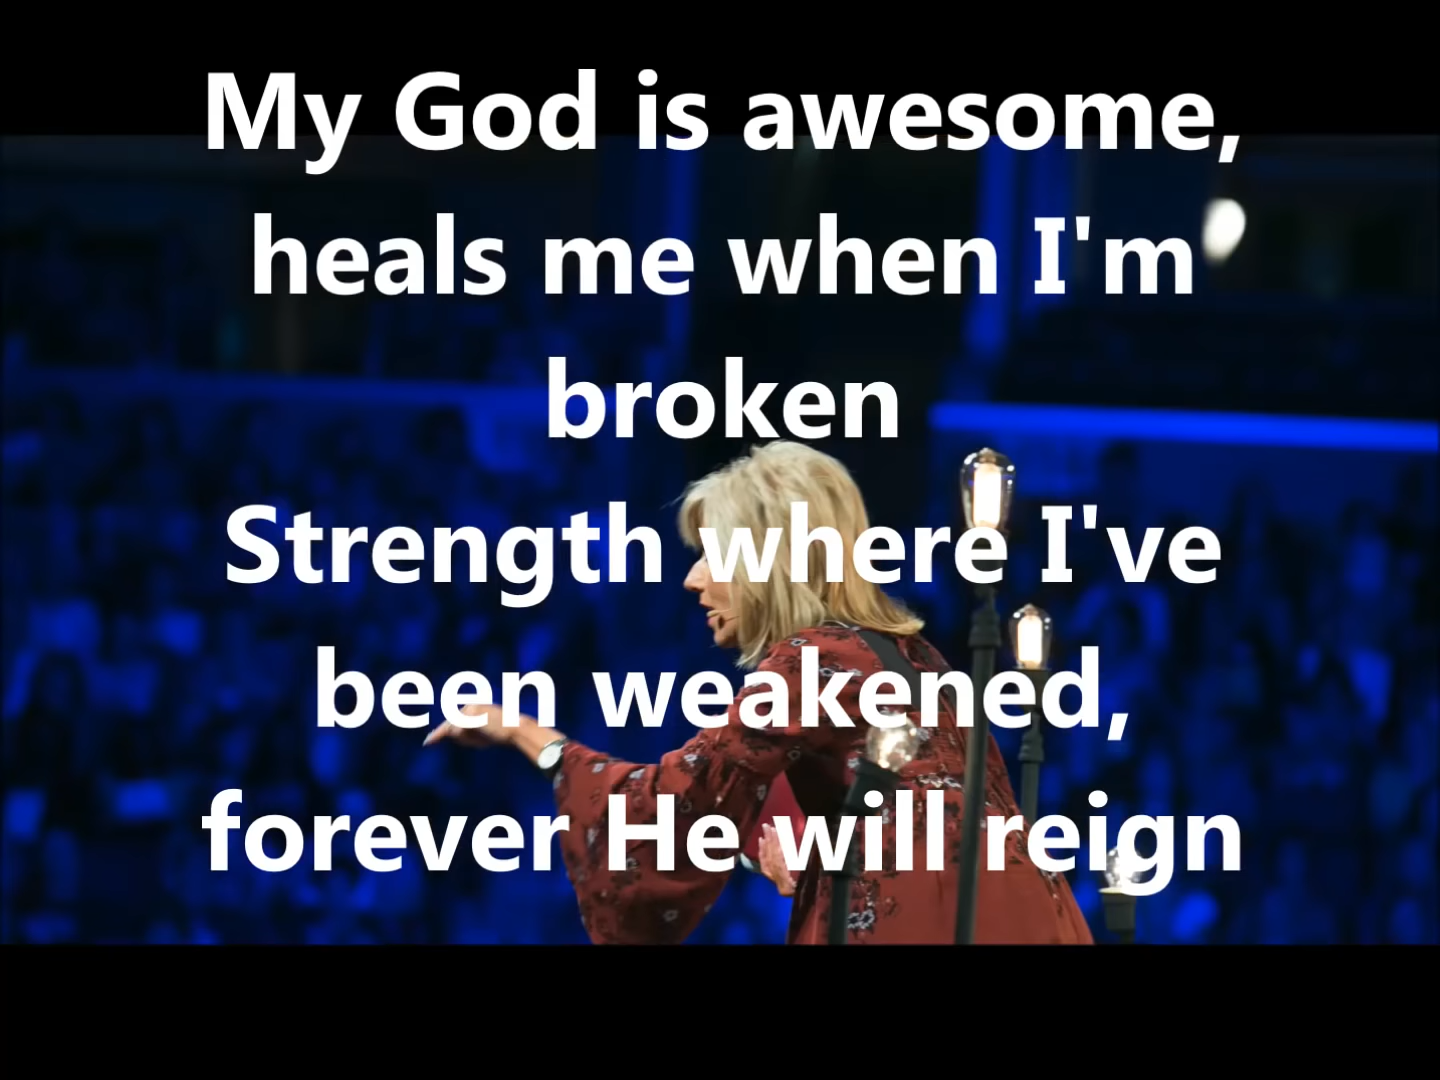 My God is awesome,
heals me when I'm
broken
Strength where I've
been weakened,
forever He will reign